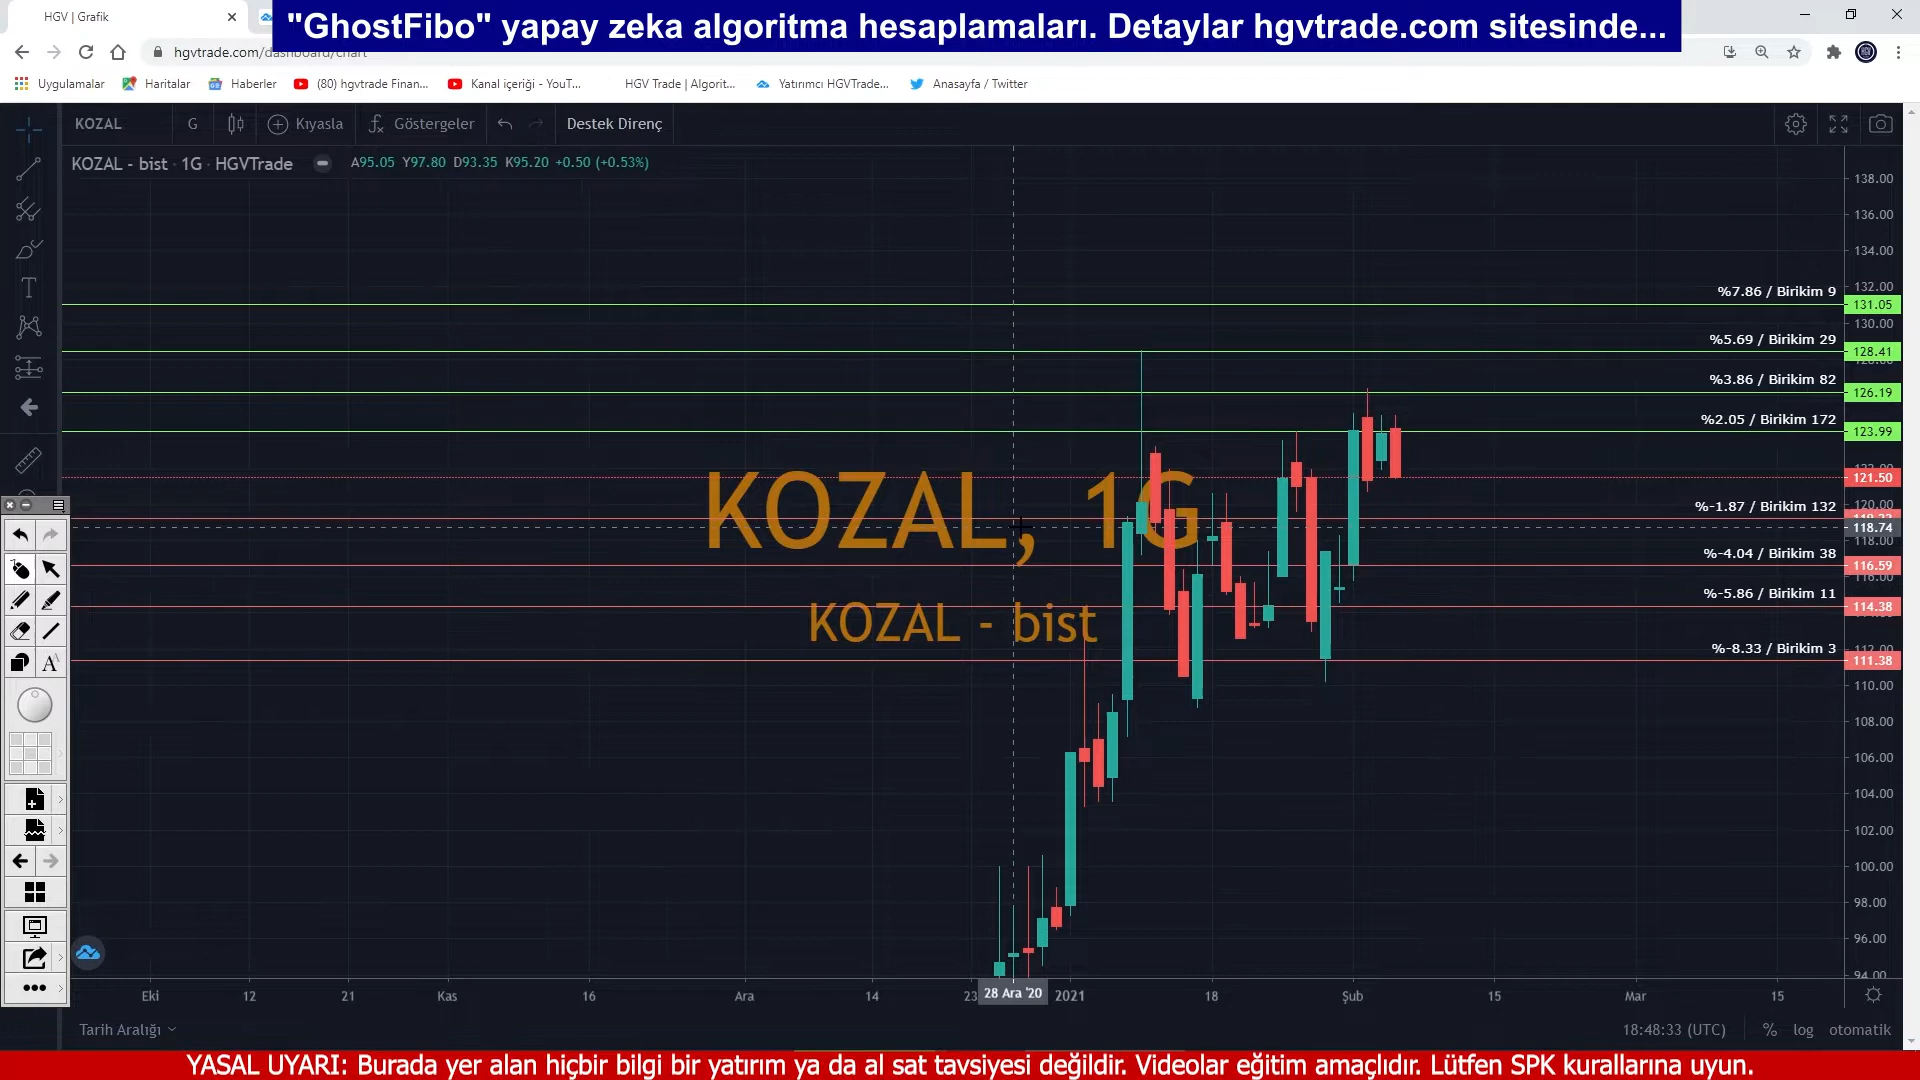 HGV | Grafik
"GhostFibo" yapay zeka algoritma hesaplamaları. Detaylar hgvtrade.com sitesinde...
hgvtrade.com/dashboard/chart
Uygulamalar
Haritalar
Haberler
(80) hgvtrade Finan...
Kanal içeriği - YouT...
HGV Trade | Algorit...
Yatırımcı HGVTrade...
Anasayfa / Twitter
KOZAL
G
Kıyasla
Göstergeler
Destek Direnç
KOZAL - bist · 1G · HGVTrade
A95.05 Y97.80 D93.35 K95.20 +0.50 (+0.53%)
138.00
136.00
134.00
132.00
%7.86 / Birikim 9
131.05
130.00
%5.69 / Birikim 29
128.41
%3.86 / Birikim 82
126.19
%2.05 / Birikim 172
123.99
121.50
120.00
%-1.87 / Birikim 132
118.74
118.00
%-4.04 / Birikim 38
116.59
116.00
%-5.86 / Birikim 11
114.38
%-8.33 / Birikim 3
111.38
110.00
108.00
106.00
104.00
102.00
100.00
98.00
96.00
94.00
KOZAL, 1G
KOZAL - bist
Eki
12
21
Kas
16
Ara
14
23
28 Ara '20
2021
18
Şub
15
Mar
15
Tarih Aralığı
18:48:33 (UTC)
%
log
otomatik
YASAL UYARI: Burada yer alan hiçbir bilgi bir yatırım ya da al sat tavsiyesi değildir. Videolar eğitim amaçlıdır. Lütfen SPK kurallarına uyun.